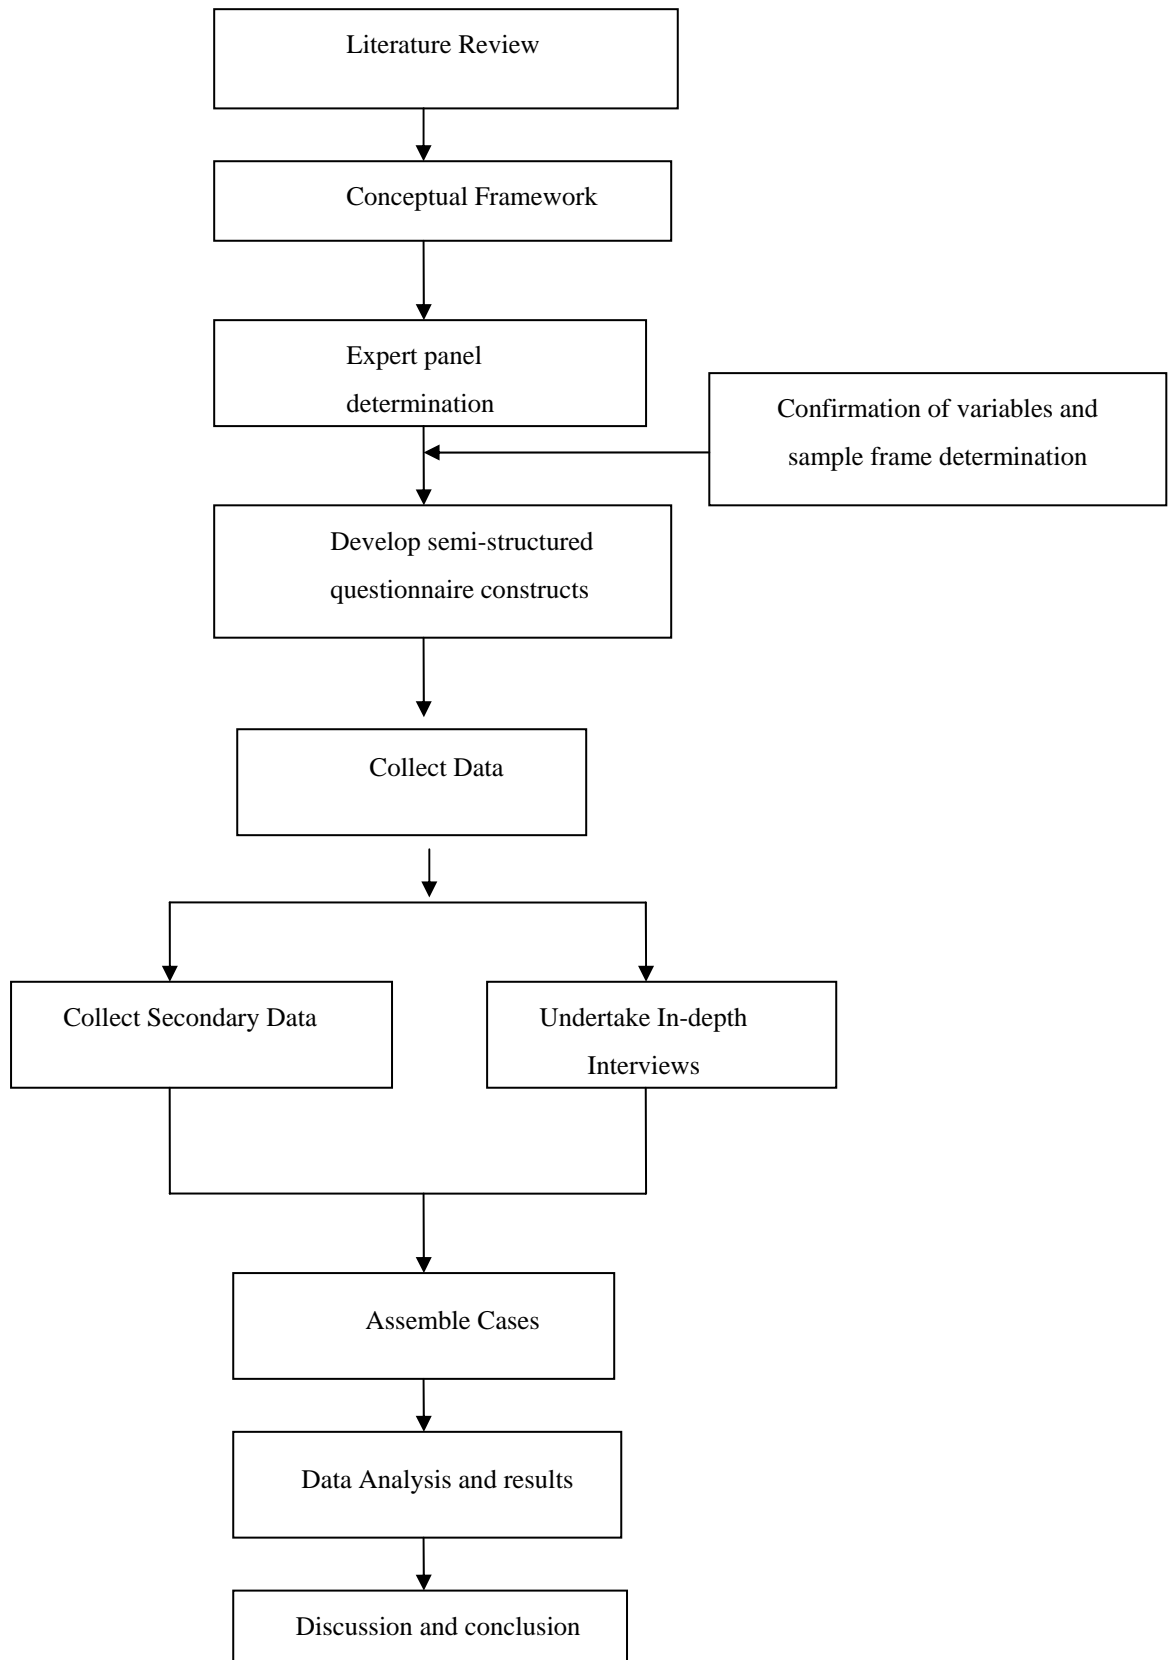 Literature Review
Conceptual Framework
Expert panel
determination
Confirmation of variables and
sample frame determination
Develop semi-structured
questionnaire constructs
Collect Data
Collect Secondary Data
Undertake In-depth
Interviews
Assemble Cases
Data Analysis and results
Discussion and conclusion